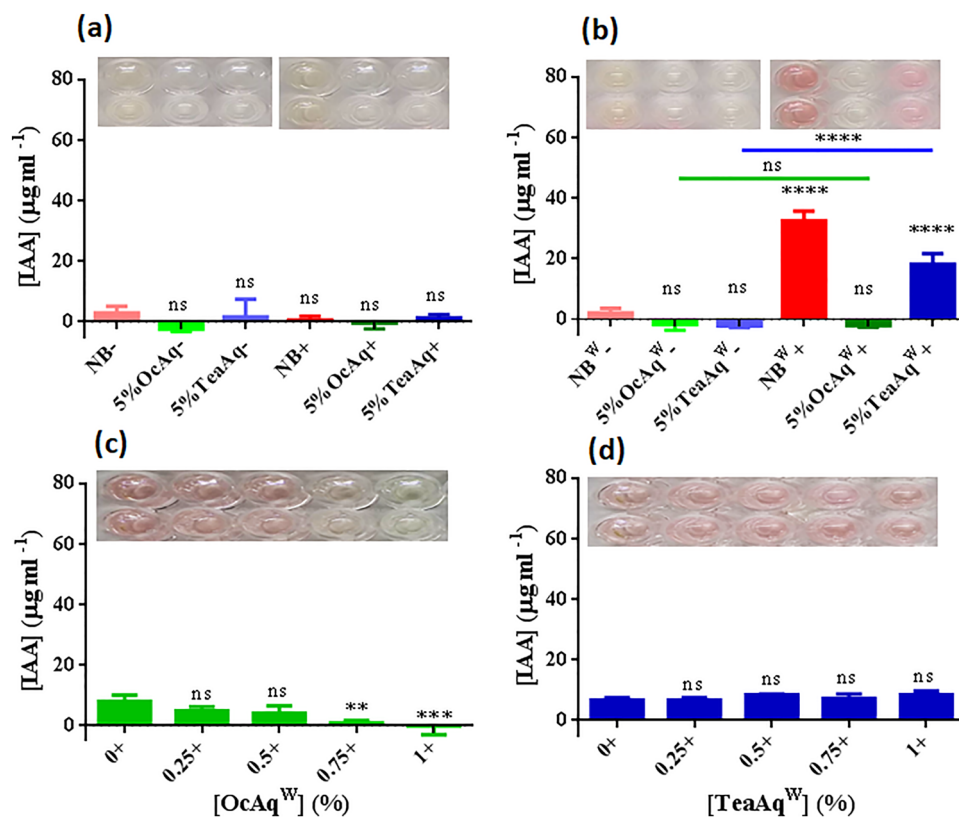 (a)
80
60
40
20
0
[IAA] (µg ml -1)
ns
ns
ns
ns
ns
NB-
5%OcAq-
5%TeaAq-
NB+
5%OcAq+
5%TeaAq+
(b)
80
60
40
20
0
[IAA] (µg ml -1)
****
ns
****
****
ns
ns
ns
NBW-
5%OcAqW-
5%TeaAqW-
NBW+
5%OcAqW+
5%TeaAqW+
(c)
80
60
40
20
0
[IAA] (µg ml -1)
ns
ns
**
***
0+
0.25+
0.5+
0.75+
1+
[OcAqW] (%)
(d)
80
60
40
20
0
[IAA] (µg ml -1)
ns
ns
ns
ns
0+
0.25+
0.5+
0.75+
1+
[TeaAqW] (%)